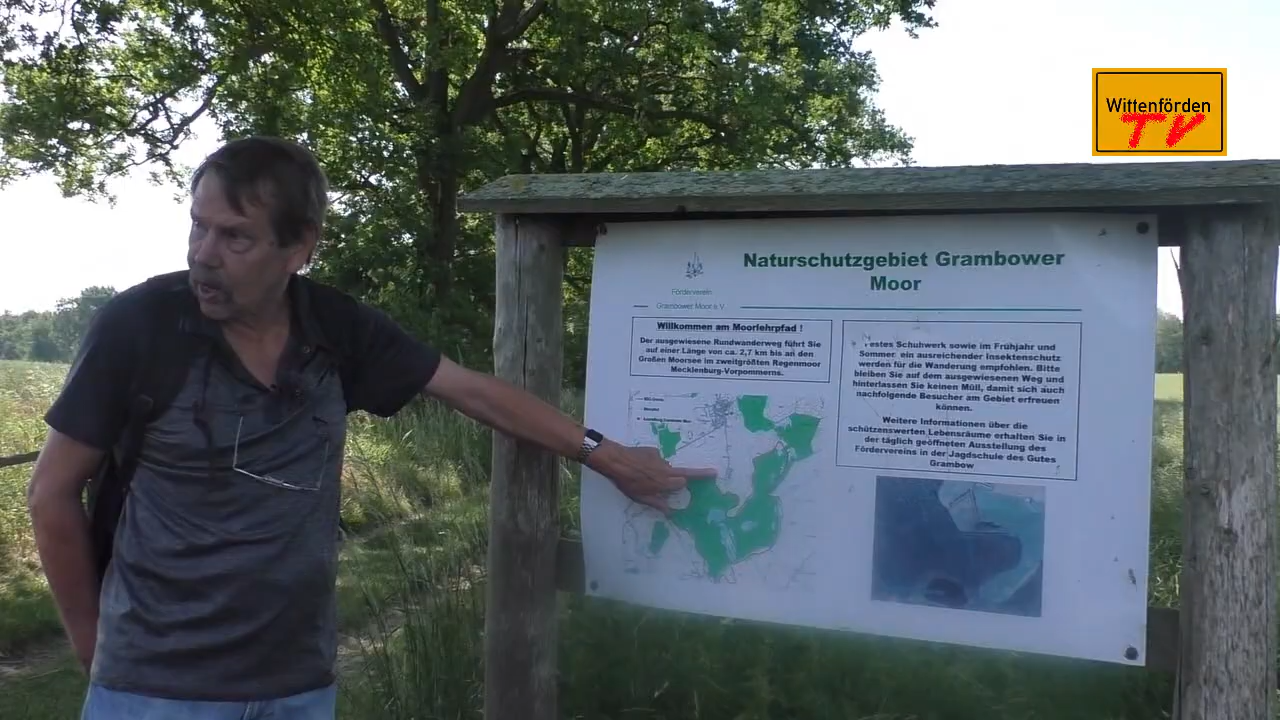 Wittenförden
TV
Naturschutzgebiet Grambower
Moor
Förderverein
Grambower Moor e.V.
Willkommen am Moorlehrpfad !
Der ausgewiesene Rundwanderweg führt Sie
auf einer Länge von ca. 2,7 km bis an den
Großen Moorsee im zweitgrößten Regenmoor
Mecklenburg-Vorpommerns.
estes Schuhwerk sowie im Frühjahr und
Sommer ein ausreichender Insektenschutz
werden für die Wanderung empfohlen. Bitte
bleiben Sie auf dem ausgewiesenen Weg und
hinterlassen Sie keinen Müll, damit sich auch
nachfolgende Besucher am Gebiet erfreuen
können.
Weitere Informationen über die
schützenswerten Lebensräume erhalten Sie in
der täglich geöffneten Ausstellung des
Fördervereins in der Jagdschule des Gutes
Grambow